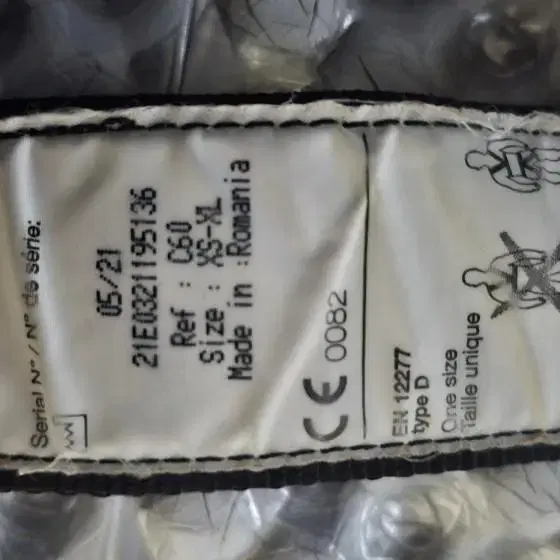 Serial N° / N° de série:
05/21
21E0321195136
Ref : C60
Size : XS-XL
Made in :Romania
CE 0082
EN 12277
type D
One size
Taille unique